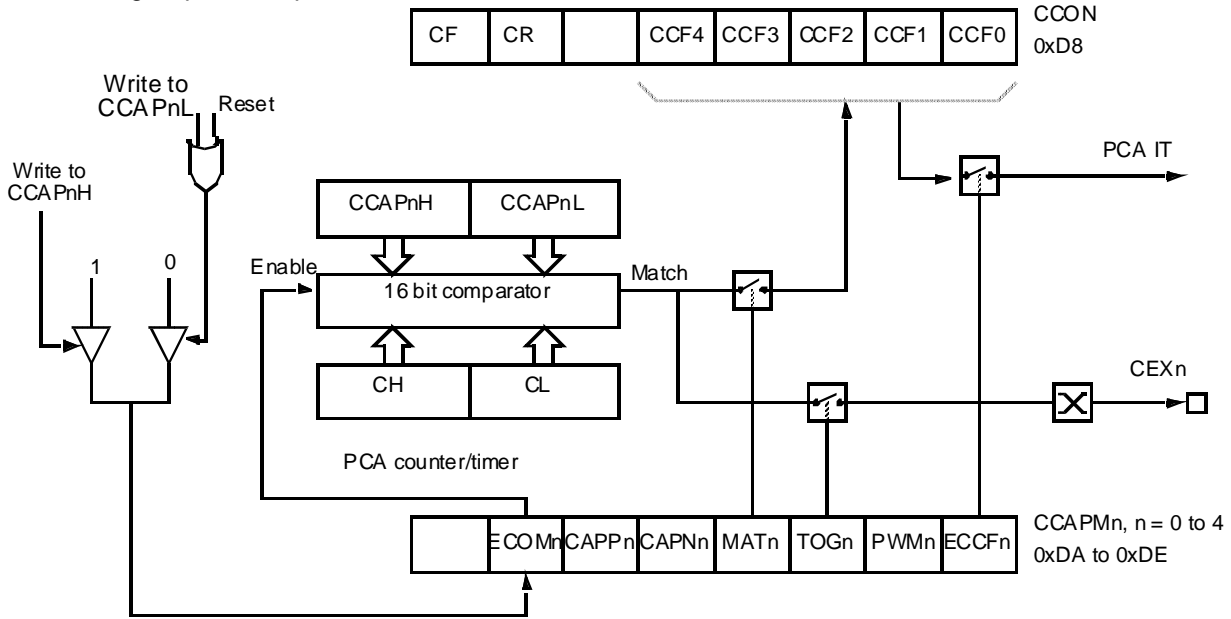 CF CR CCF4 CCF3 CCF2 CCF1 CCF0
CCON
0xD8
Write to
CCAPnL
Reset
PCA IT
Write to
CCAPnH
CCAPnH CCAPnL
1 0
Enable
16 bit comparator
Match
CH CL
CEXn
PCA counter/timer
ECOMn CAPPn CAPNn MATn TOGn PWMn ECCFn
CCAPMn, n = 0 to 4
0xDA to 0xDE